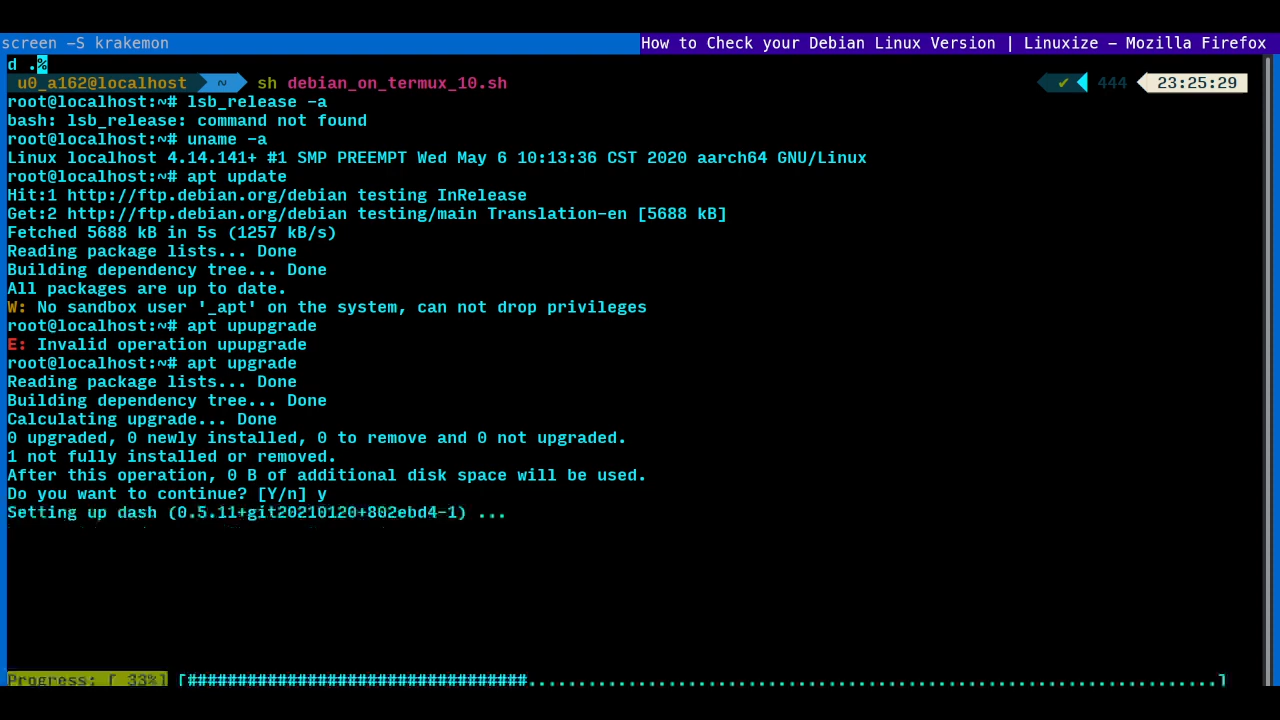 screen -S krakemon
How to Check your Debian Linux Version | Linuxize - Mozilla Firefox
d .%
u0_a162@localhost ~ sh debian_on_termux_10.sh ✔ 444 23:25:29
root@localhost:~# lsb_release -a
bash: lsb_release: command not found
root@localhost:~# uname -a
Linux localhost 4.14.141+ #1 SMP PREEMPT Wed May 6 10:13:36 CST 2020 aarch64 GNU/Linux
root@localhost:~# apt update
Hit:1 http://ftp.debian.org/debian testing InRelease
Get:2 http://ftp.debian.org/debian testing/main Translation-en [5688 kB]
Fetched 5688 kB in 5s (1257 kB/s)
Reading package lists... Done
Building dependency tree... Done
All packages are up to date.
W: No sandbox user '_apt' on the system, can not drop privileges
root@localhost:~# apt upupgrade
E: Invalid operation upupgrade
root@localhost:~# apt upgrade
Reading package lists... Done
Building dependency tree... Done
Calculating upgrade... Done
0 upgraded, 0 newly installed, 0 to remove and 0 not upgraded.
1 not fully installed or removed.
After this operation, 0 B of additional disk space will be used.
Do you want to continue? [Y/n] y
Setting up dash (0.5.11+git20210120+802ebd4-1) ...
Progress: [ 33%] [##################################.....................................................................]